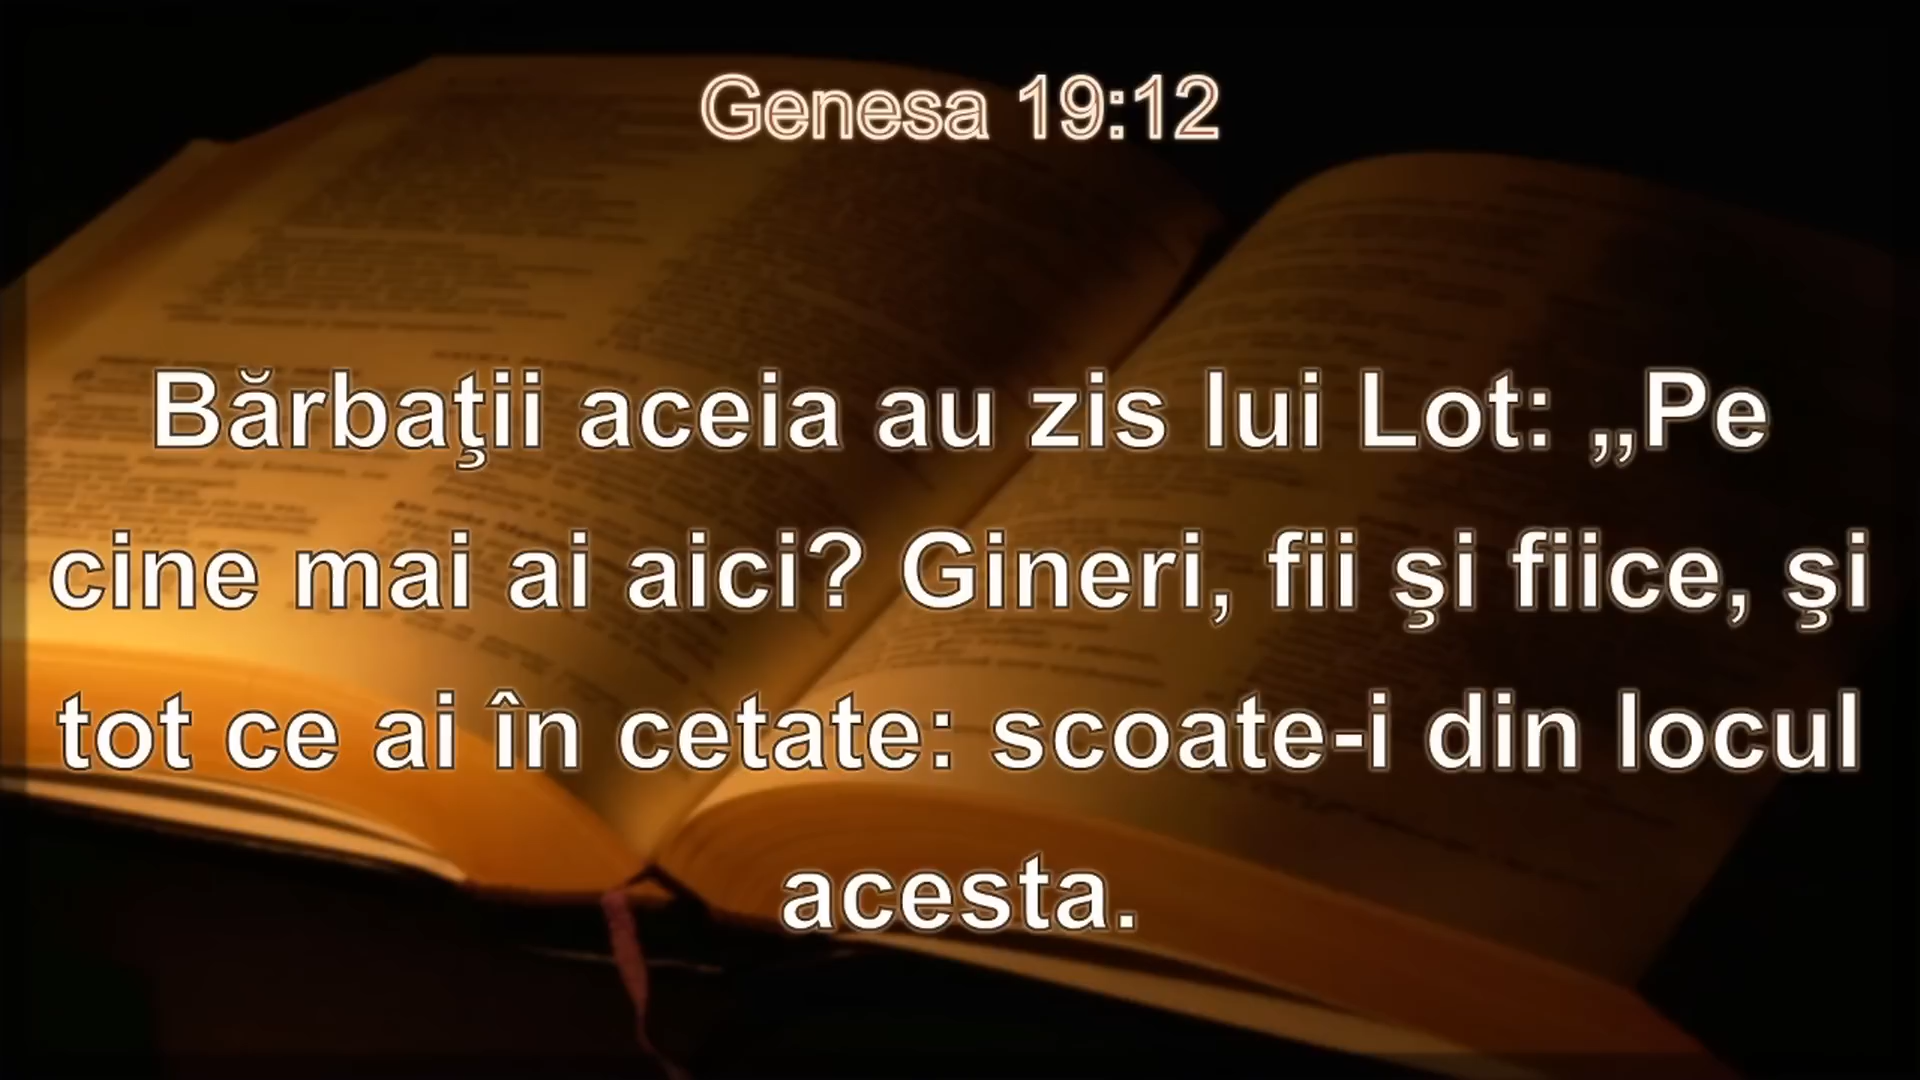 Genesa 19:12
Bărbaţii aceia au zis lui Lot: „Pe
cine mai ai aici? Gineri, fii şi fiice, şi
tot ce ai în cetate: scoate-i din locul
acesta.